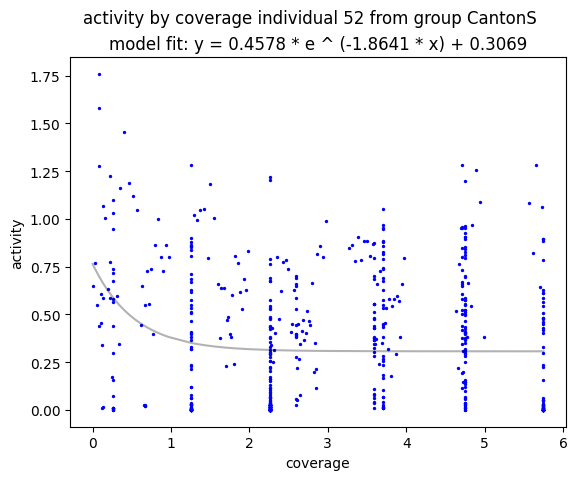 activity by coverage individual 52 from group CantonS
model fit: y = 0.4578 * e ^ (-1.8641 * x) + 0.3069
1.75
1.50
1.25
1.00
0.75
0.50
0.25
0.00
activity
0 1 2 3 4 5 6
coverage